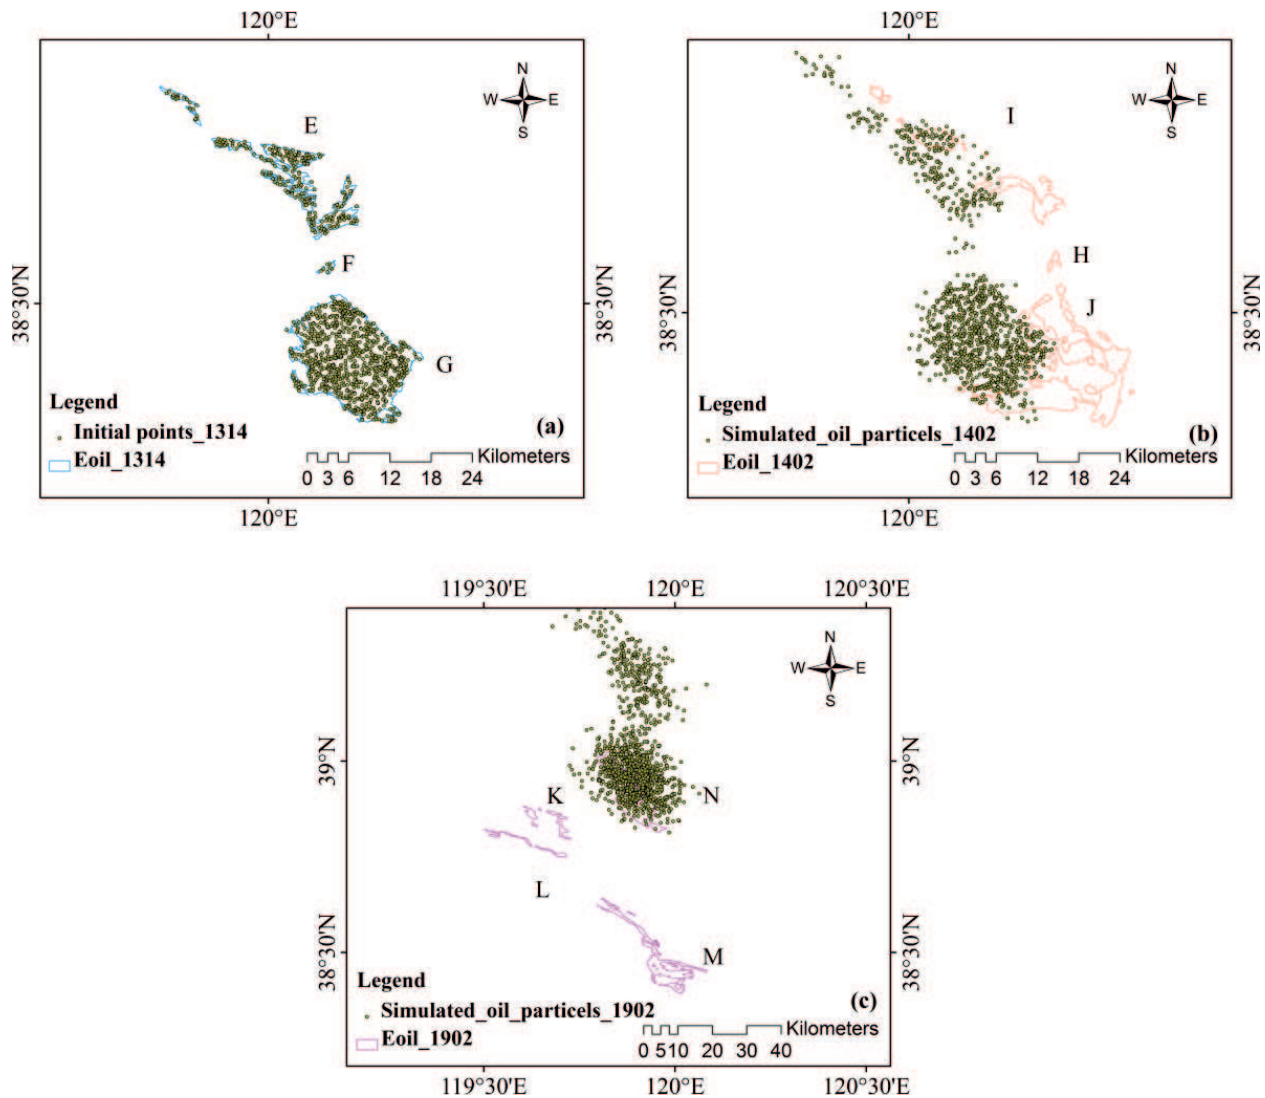 120°E
120°E
N
W E
S
N
W E
S
E
F
G
I
H
J
38°30'N
38°30'N
38°30'N
38°30'N
Legend
Initial points_1314
Eoil_1314
(a)
Kilometers
0 3 6 12 18 24
Legend
Simulated_oil_particels_1402
Eoil_1402
(b)
Kilometers
0 3 6 12 18 24
120°E
120°E
119°30'E 120°E 120°30'E
N
W E
S
39°N
39°N
K
N
L
M
38°30'N
38°30'N
Legend
Simulated_oil_particels_1902
Eoil_1902
(c)
Kilometers
0 510 20 30 40
119°30'E 120°E 120°30'E